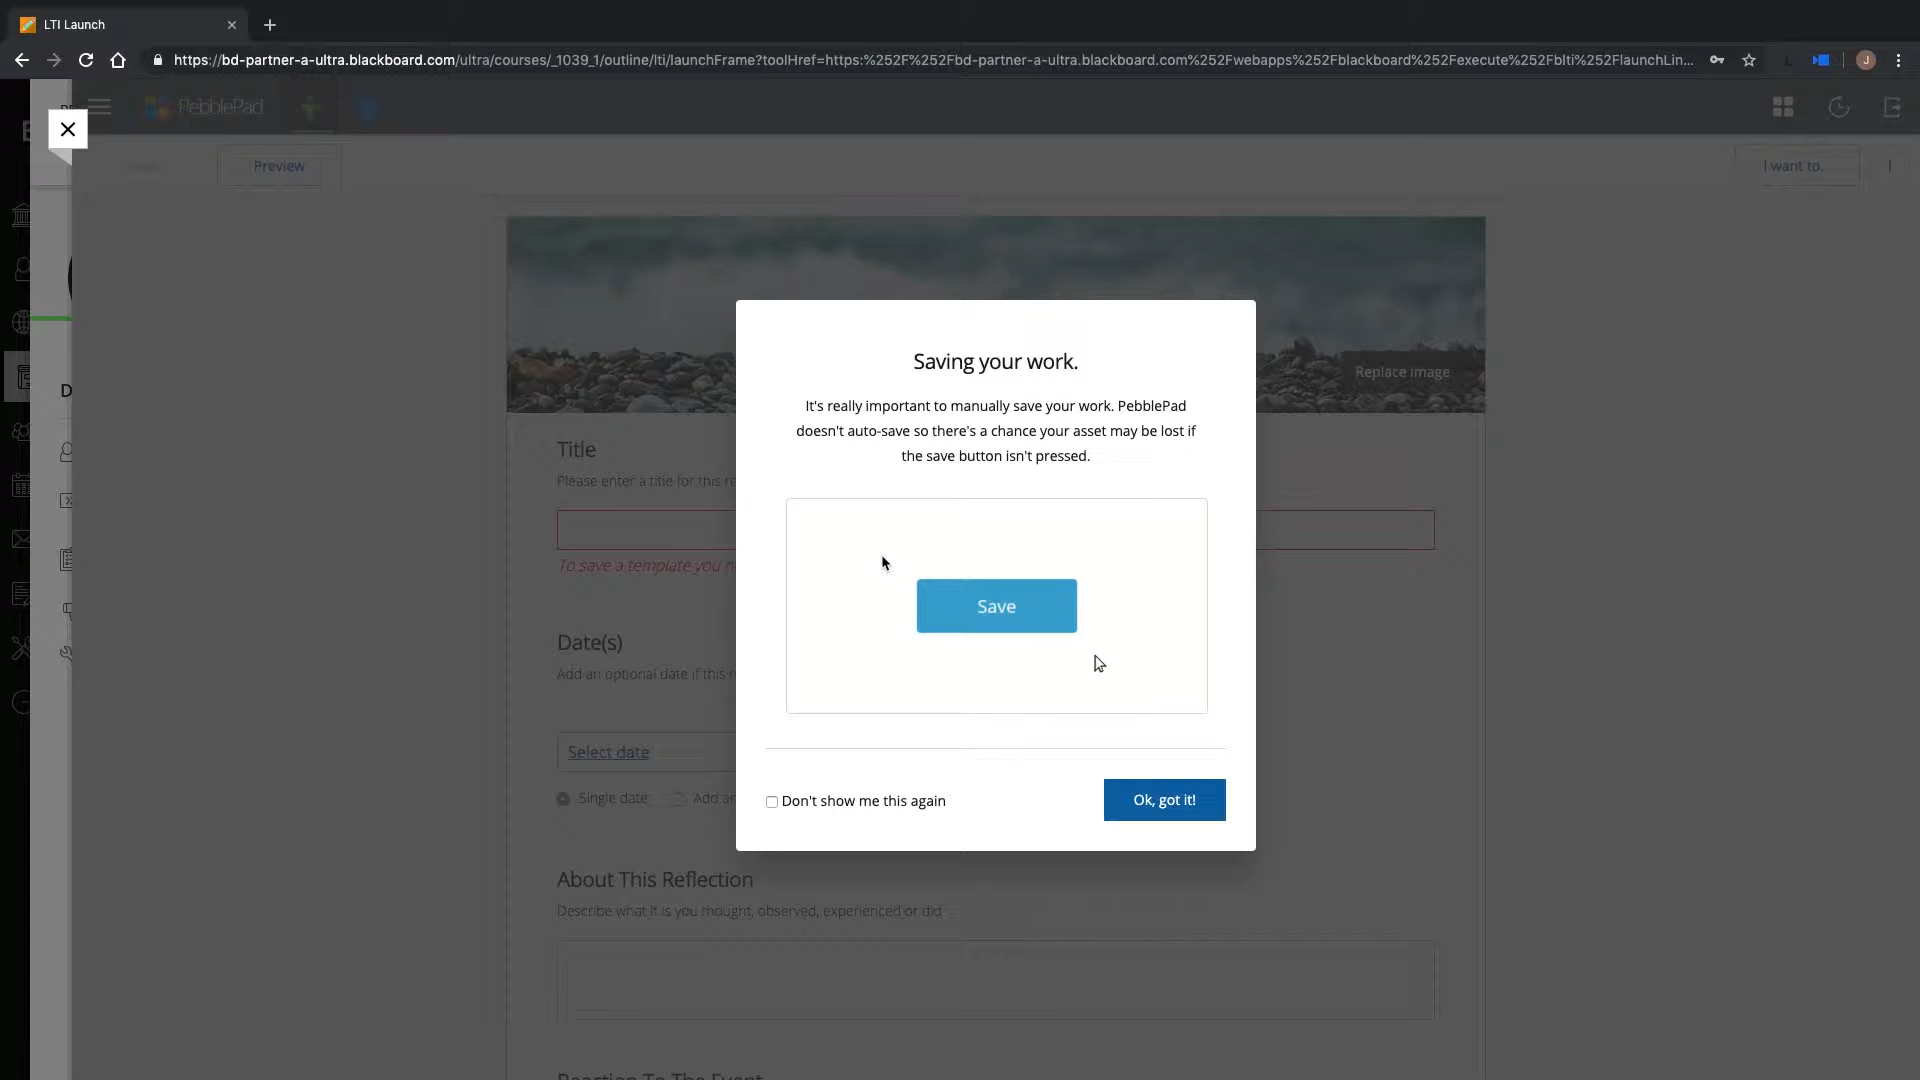 LTI Launch
https://bd-partner-a-ultra.blackboard.com/ultra/courses/_1039_1/outline/lti/launchFrame?toolHref=https:%252F%252Fbd-partner-a-ultra.blackboard.com%252Fwebapps%252Fblackboard%252Fexecute%252Fblti%252FlaunchLin...
J
PebblePad
Preview
I want to...
Replace image
Saving your work.
It's really important to manually save your work. PebblePad
doesn't auto-save so there's a chance your asset may be lost if
the save button isn't pressed.
Save
Don't show me this again
Ok, got it!
D
Title
Please enter a title for this
To save a template you
Date(s)
Add an optional date if this
Select date
Single date
Add
About This Reflection
Describe what it is you thought, observed, experienced or did
Reaction To The Event